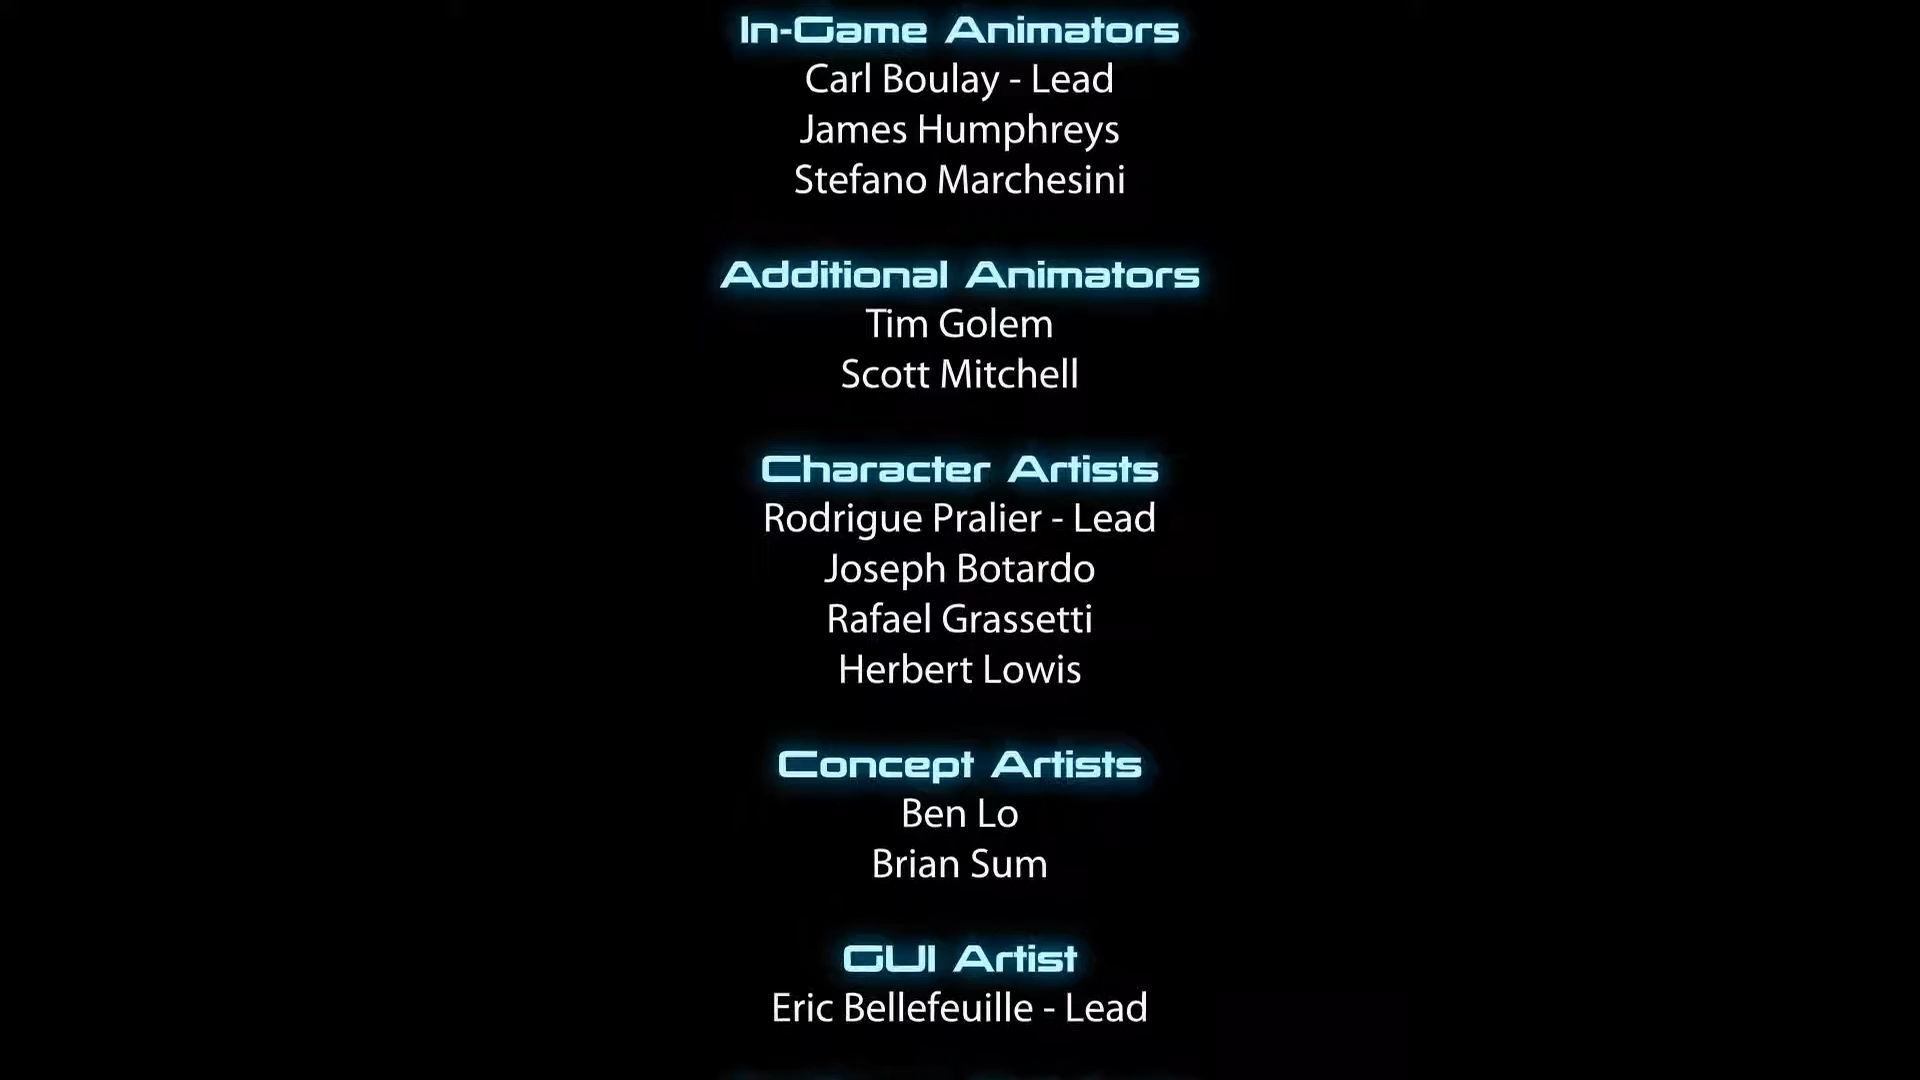 In-Game Animators
Carl Boulay - Lead
James Humphreys
Stefano Marchesini
Additional Animators
Tim Golem
Scott Mitchell
Character Artists
Rodrigue Pralier - Lead
Joseph Botardo
Rafael Grassetti
Herbert Lowis
Concept Artists
Ben Lo
Brian Sum
GUI Artist
Eric Bellefeuille - Lead